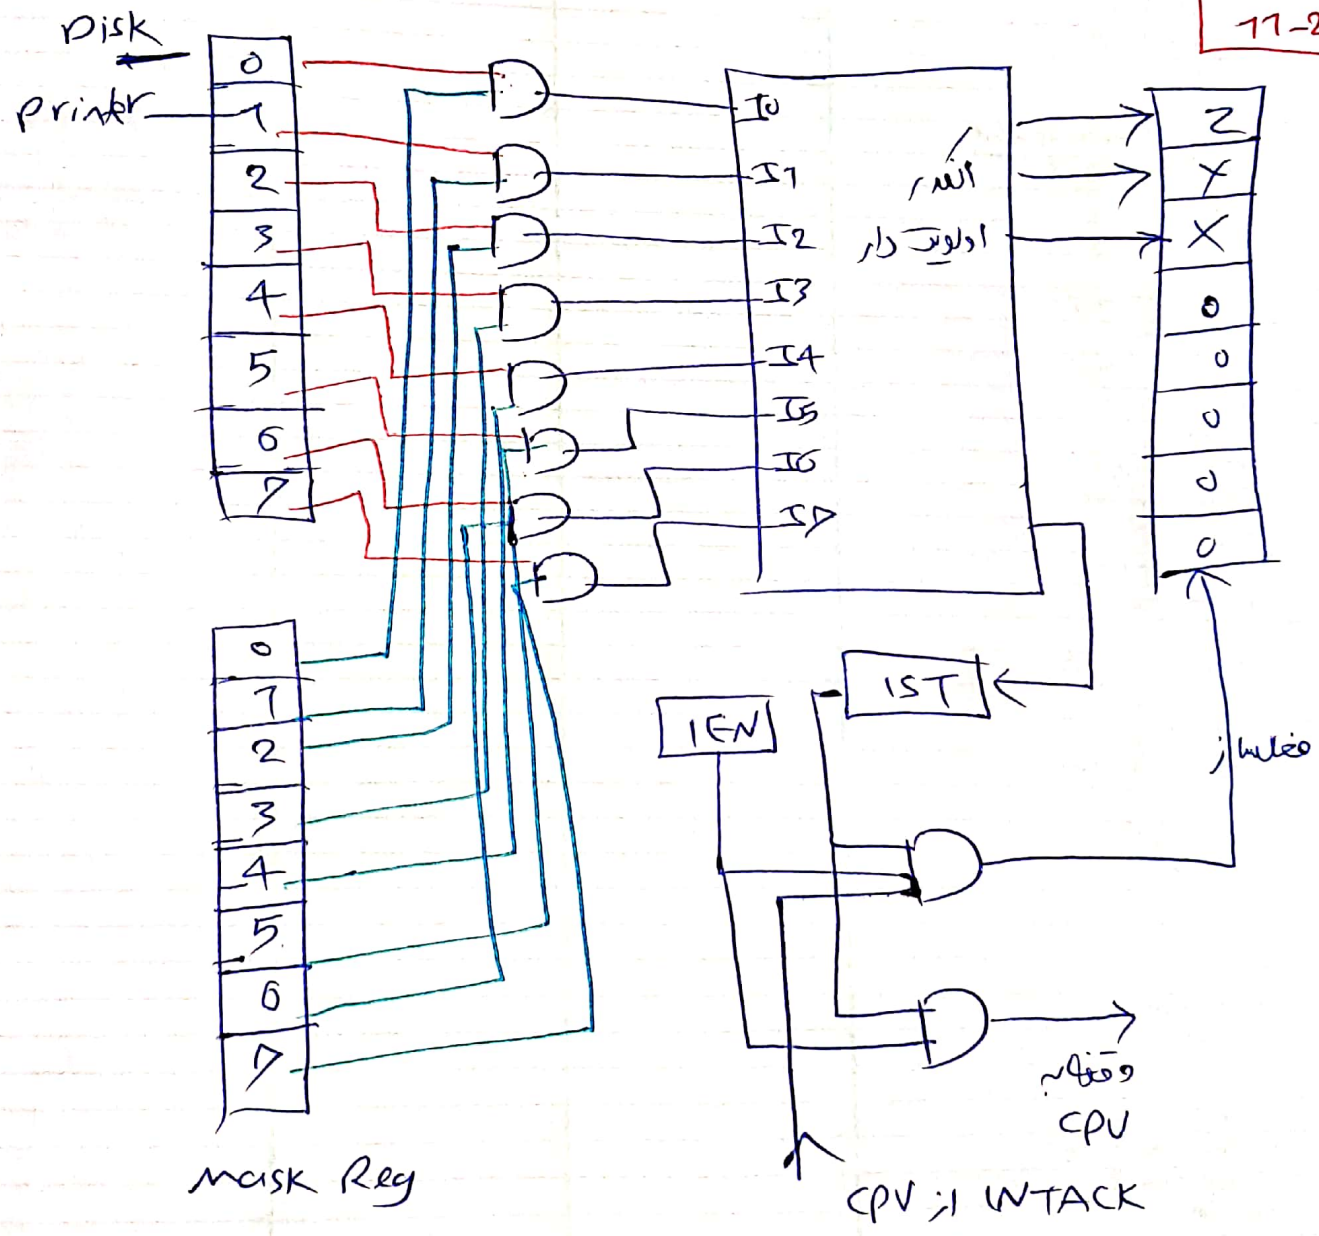 11-2
Disk
printer
0
1
2
3
4
5
6
7
I0
I1
I2
I3
I4
I5
I6
I7
انکدر
اولویت دار
Z
Y
X
0
0
0
0
0
IST
IEN
فعالساز
0
1
2
3
4
5
6
7
Mask Reg
وقفه به
CPU
INTACK از CPU